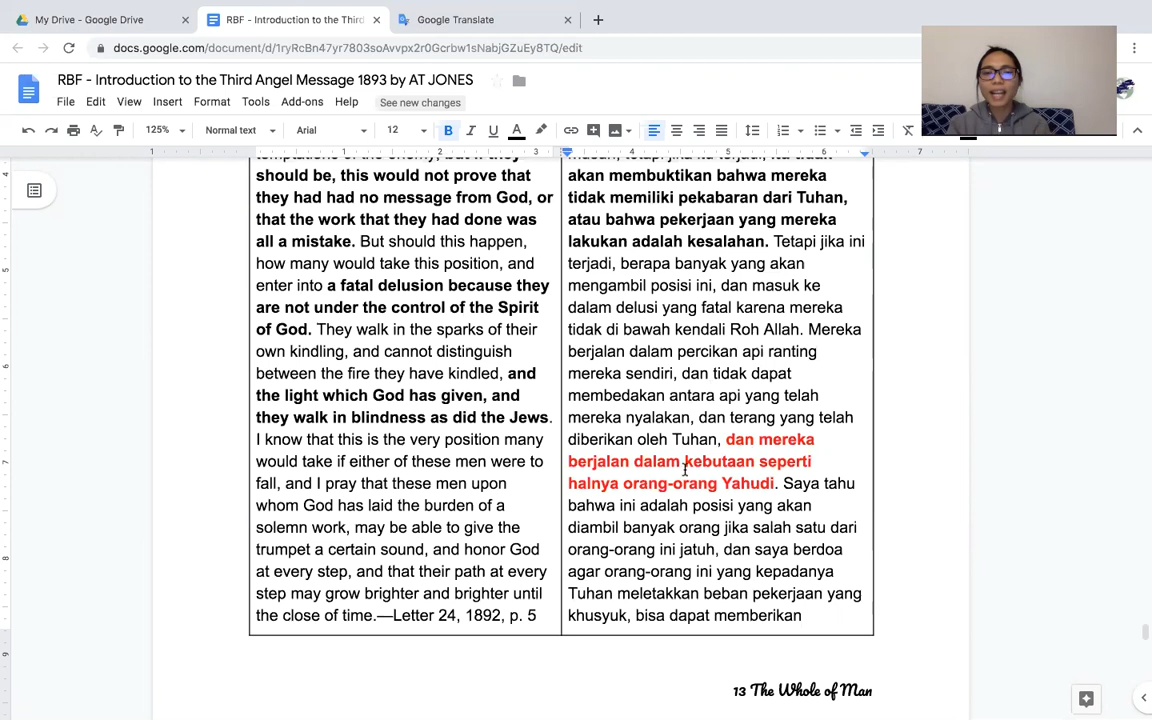 My Drive - Google Drive
RBF - Introduction to the Third
Google Translate
docs.google.com/document/d/1ryRcBn47yr7803soAvvpx2r0Gcrbw1sNabjGZuEy8TQ/edit
RBF - Introduction to the Third Angel Message 1893 by AT JONES
File Edit View Insert Format Tools Add-ons Help See new changes
125% Normal text Arial 12 B I U A
1 1 2 3 4 5 6 7
should be, this would not prove that
they had had no message from God, or
that the work that they had done was
all a mistake. But should this happen,
how many would take this position, and
enter into a fatal delusion because they
are not under the control of the Spirit
of God. They walk in the sparks of their
own kindling, and cannot distinguish
between the fire they have kindled, and
the light which God has given, and
they walk in blindness as did the Jews.
I know that this is the very position many
would take if either of these men were to
fall, and I pray that these men upon
whom God has laid the burden of a
solemn work, may be able to give the
trumpet a certain sound, and honor God
at every step, and that their path at every
step may grow brighter and brighter until
the close of time.—Letter 24, 1892, p. 5
akan membuktikan bahwa mereka
tidak memiliki pekabaran dari Tuhan,
atau bahwa pekerjaan yang mereka
lakukan adalah kesalahan. Tetapi jika ini
terjadi, berapa banyak yang akan
mengambil posisi ini, dan masuk ke
dalam delusi yang fatal karena mereka
tidak di bawah kendali Roh Allah. Mereka
berjalan dalam percikan api ranting
mereka sendiri, dan tidak dapat
membedakan antara api yang telah
mereka nyalakan, dan terang yang telah
diberikan oleh Tuhan, dan mereka
berjalan dalam kebutaan seperti
halnya orang-orang Yahudi. Saya tahu
bahwa ini adalah posisi yang akan
diambil banyak orang jika salah satu dari
orang-orang ini jatuh, dan saya berdoa
agar orang-orang ini yang kepadanya
Tuhan meletakkan beban pekerjaan yang
khusyuk, bisa dapat memberikan
13 The Whole of Man